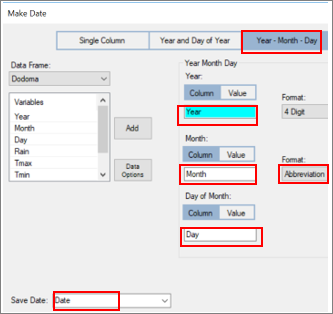 Make Date
Single Column Year and Day of Year Year - Month - Day
Data Frame:
Dodoma
Variables
Year
Month
Day
Rain
Tmax
Tmin
Add
Data
Options
Year Month Day
Year:
Column Value
Year
Format:
4 Digit
Month:
Column Value
Month
Format:
Abbreviation
Day of Month:
Column Value
Day
Save Date: Date